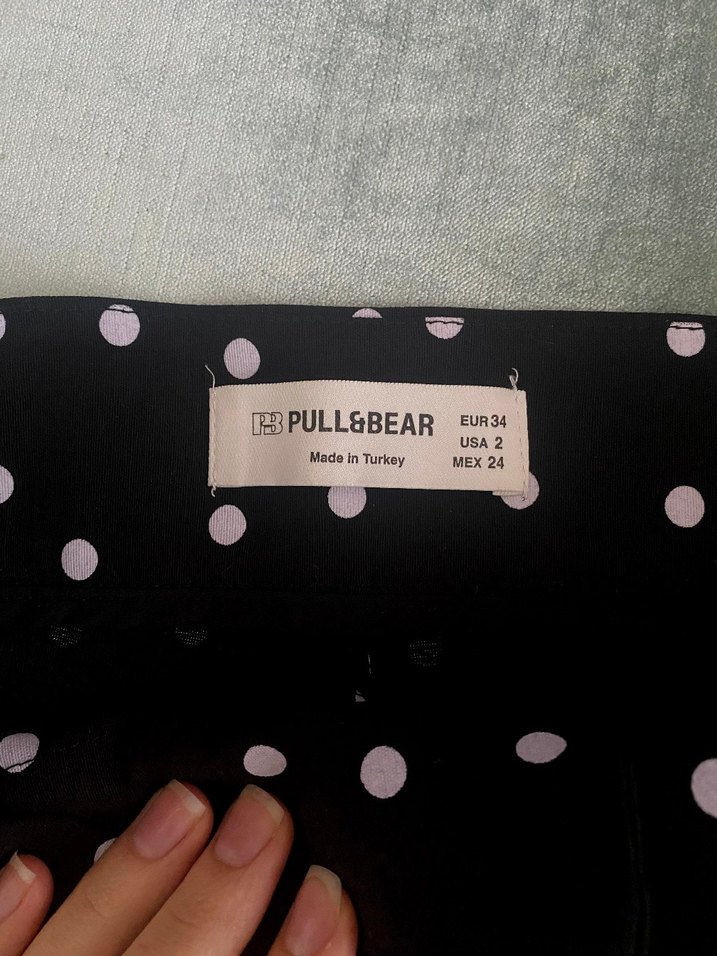 PB PULL&BEAR
Made in Turkey
EUR 34
USA 2
MEX 24